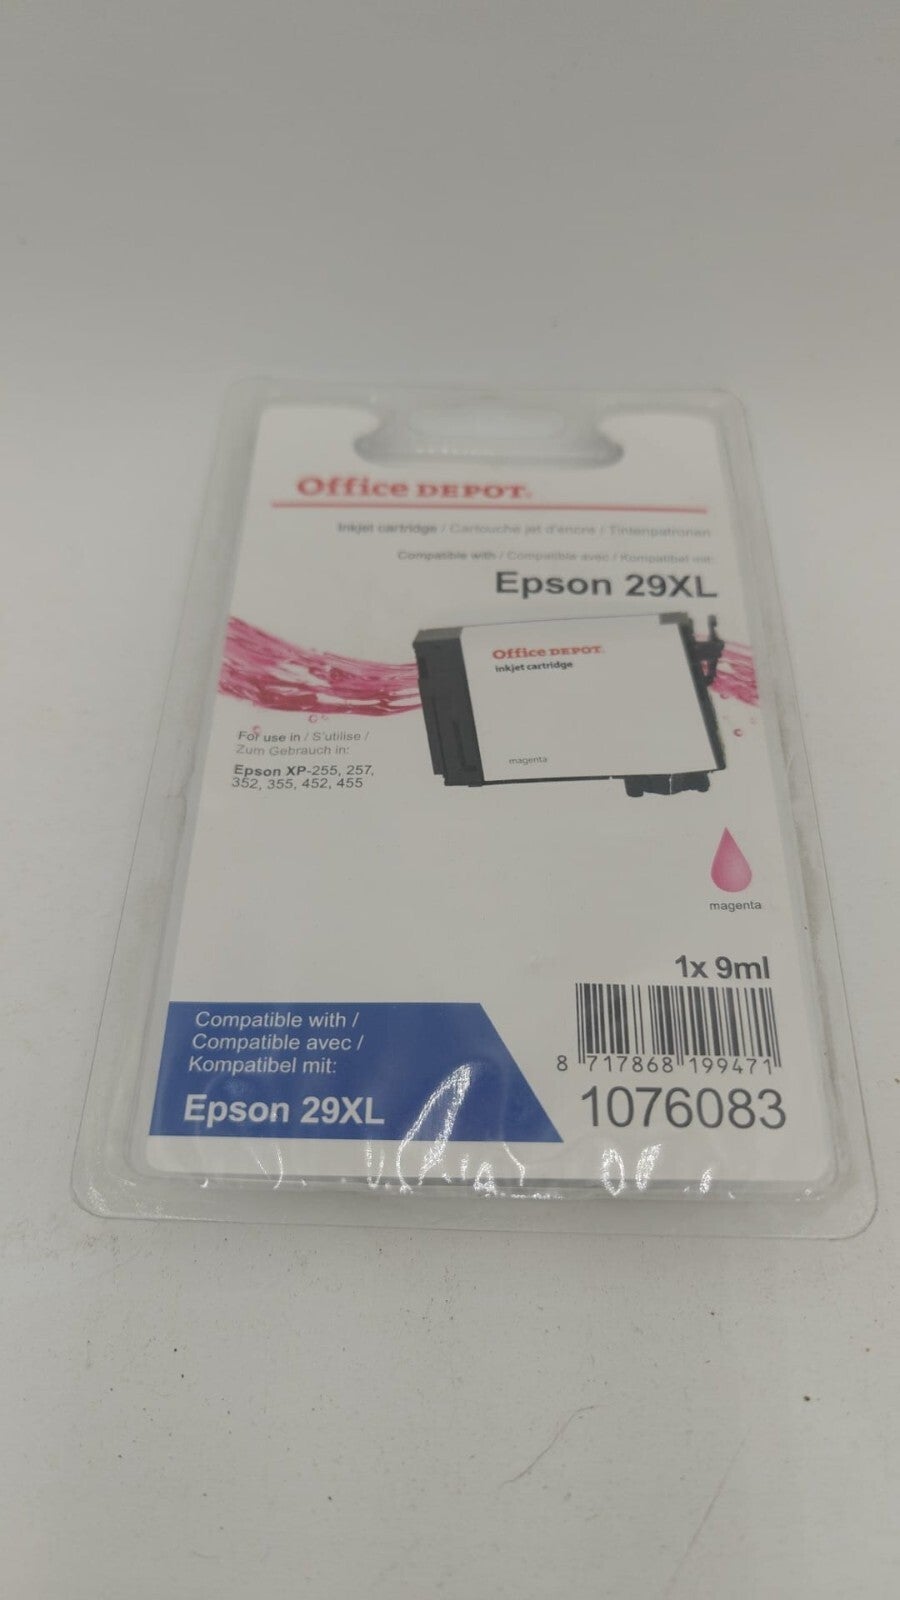 Office DEPOT.
Inkjet cartridge / Cartouche jet d'encre / Tintenpatronen
Compatible with / Compatible avec / Kompatibel mit:
Epson 29XL
Office DEPOT.
inkjet cartridge
magenta
For use in / S'utilise /
Zum Gebrauch in:
Epson XP-255, 257,
352, 355, 452, 455
magenta
1x 9ml
8 717868 199471
1076083
Compatible with /
Compatible avec /
Kompatibel mit:
Epson 29XL